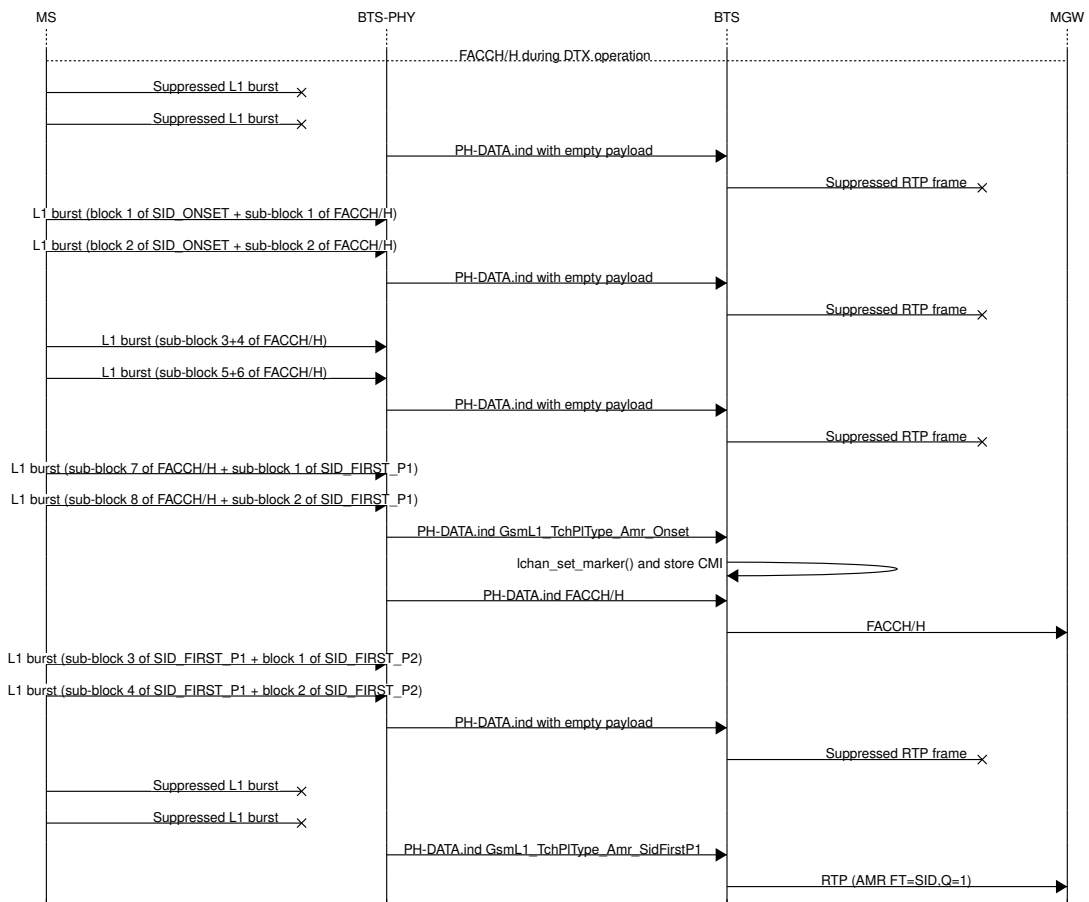 MS BTS-PHY BTS MGW
FACCH/H during DTX operation
Suppressed L1 burst
Suppressed L1 burst
PH-DATA.ind with empty payload
Suppressed RTP frame
L1 burst (block 1 of SID_ONSET + sub-block 1 of FACCH/H)
L1 burst (block 2 of SID_ONSET + sub-block 2 of FACCH/H)
PH-DATA.ind with empty payload
Suppressed RTP frame
L1 burst (sub-block 3+4 of FACCH/H)
L1 burst (sub-block 5+6 of FACCH/H)
PH-DATA.ind with empty payload
Suppressed RTP frame
L1 burst (sub-block 7 of FACCH/H + sub-block 1 of SID_FIRST_P1)
L1 burst (sub-block 8 of FACCH/H + sub-block 2 of SID_FIRST_P1)
PH-DATA.ind GsmL1_TchPlType_Amr_Onset
lchan_set_marker() and store CMI
PH-DATA.ind FACCH/H
FACCH/H
L1 burst (sub-block 3 of SID_FIRST_P1 + block 1 of SID_FIRST_P2)
L1 burst (sub-block 4 of SID_FIRST_P1 + block 2 of SID_FIRST_P2)
PH-DATA.ind with empty payload
Suppressed RTP frame
Suppressed L1 burst
Suppressed L1 burst
PH-DATA.ind GsmL1_TchPlType_Amr_SidFirstP1
RTP (AMR FT=SID,Q=1)